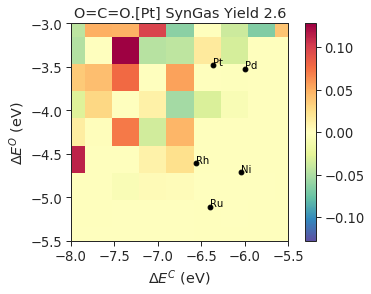 O=C=O.[Pt] SynGas Yield 2.6
−3.0
−3.5
−4.0
−4.5
−5.0
−5.5
ΔE^O (eV)
Pt
Pd
Rh
Ni
Ru
−8.0 −7.5 −7.0 −6.5 −6.0 −5.5
ΔE^C (eV)
0.10
0.05
0.00
−0.05
−0.10